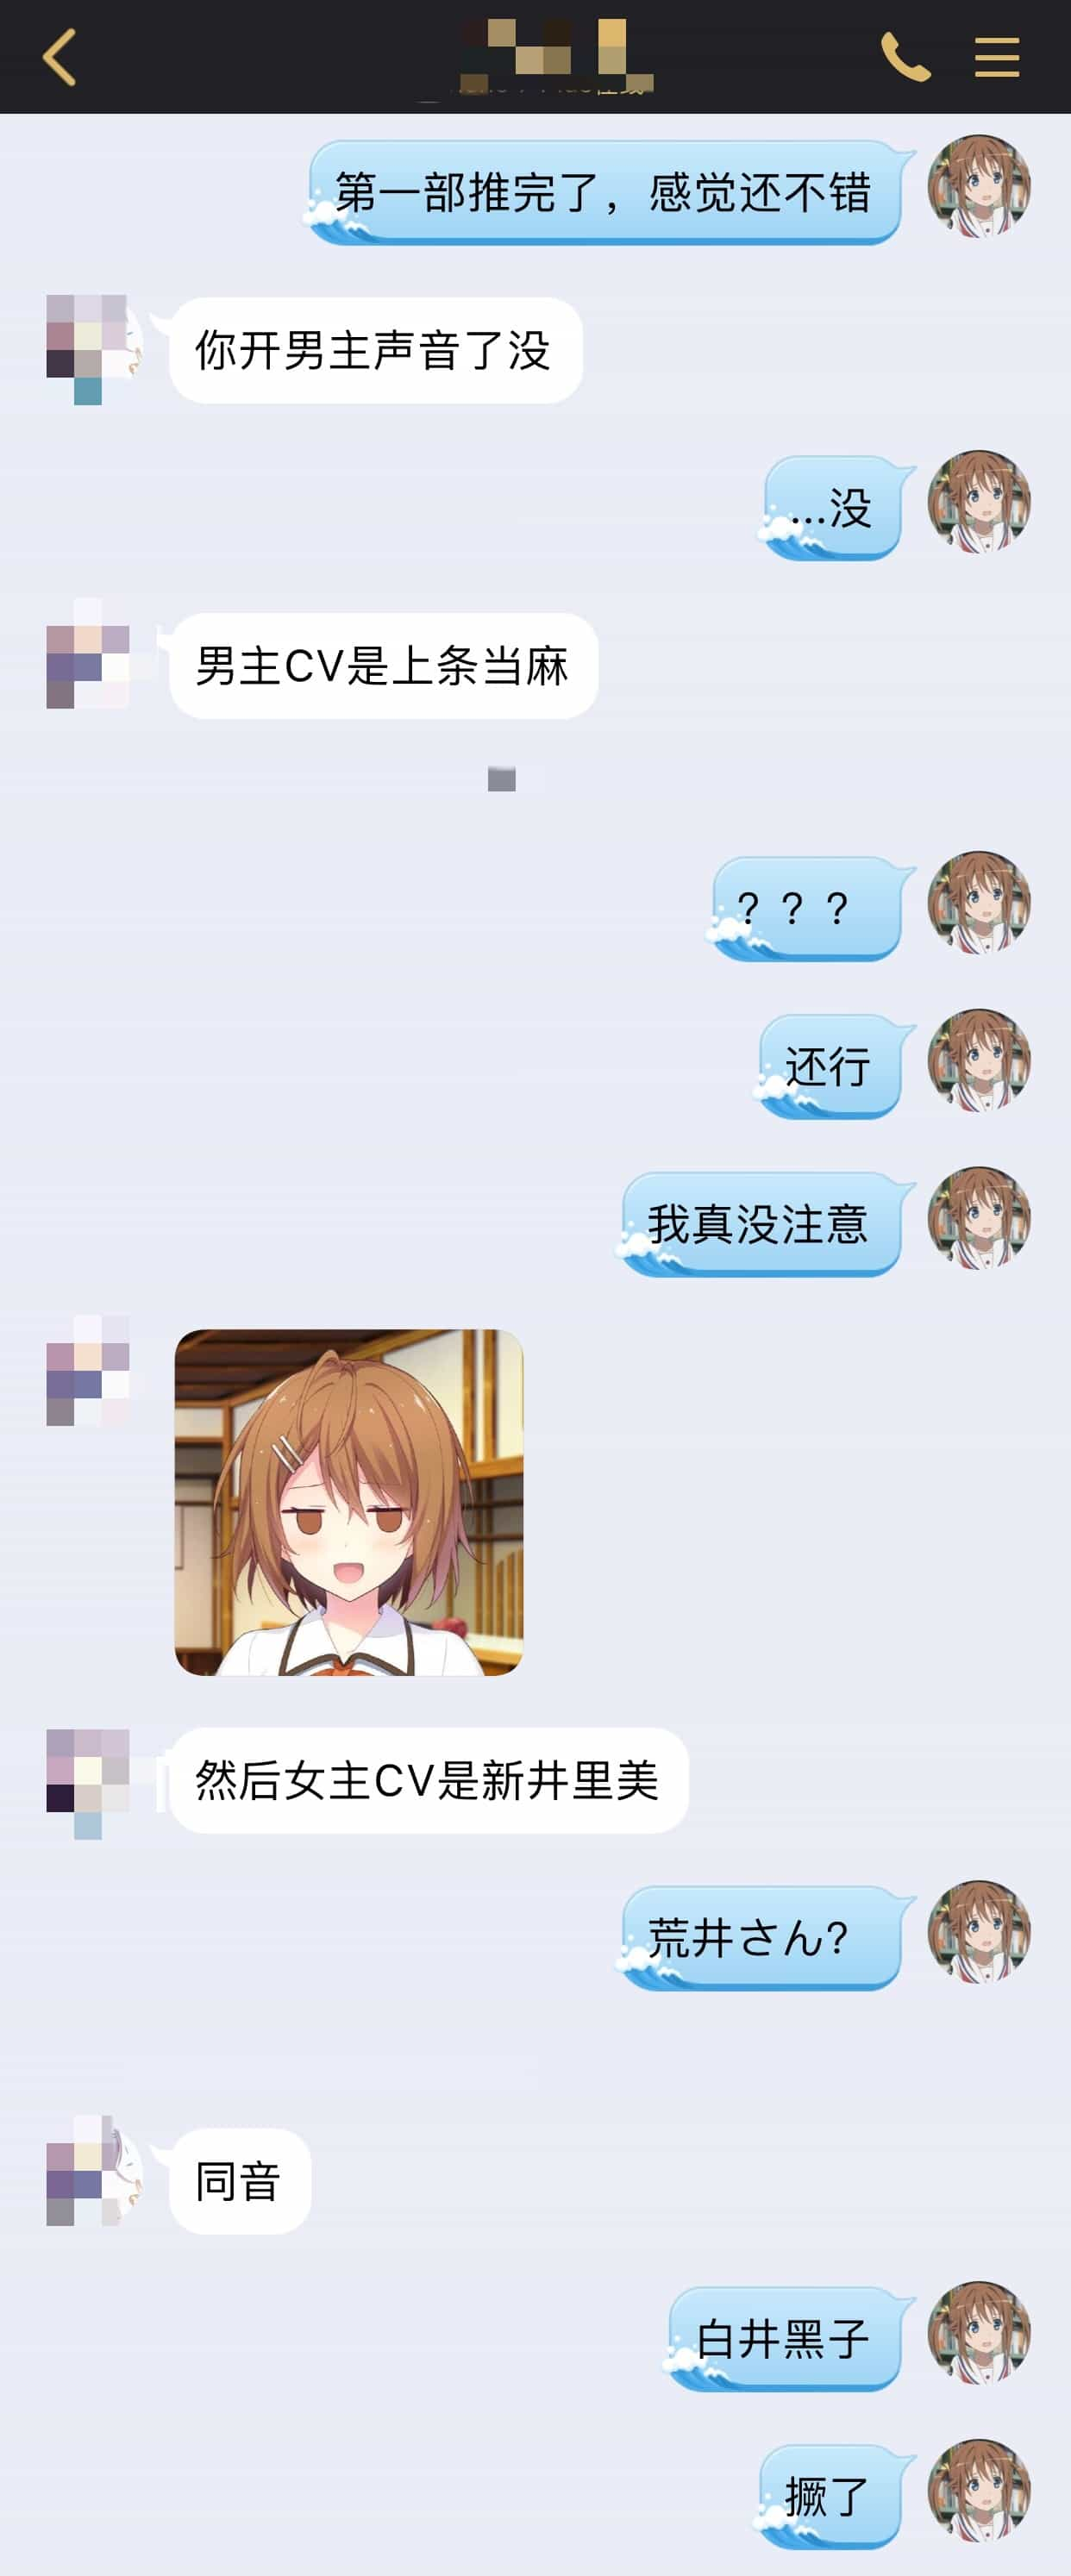 第一部推完了，感觉还不错
你开男主声音了没
...没
男主CV是上条当麻
？？？
还行
我真没注意
然后女主CV是新井里美
荒井さん?
同音
白井黑子
撅了